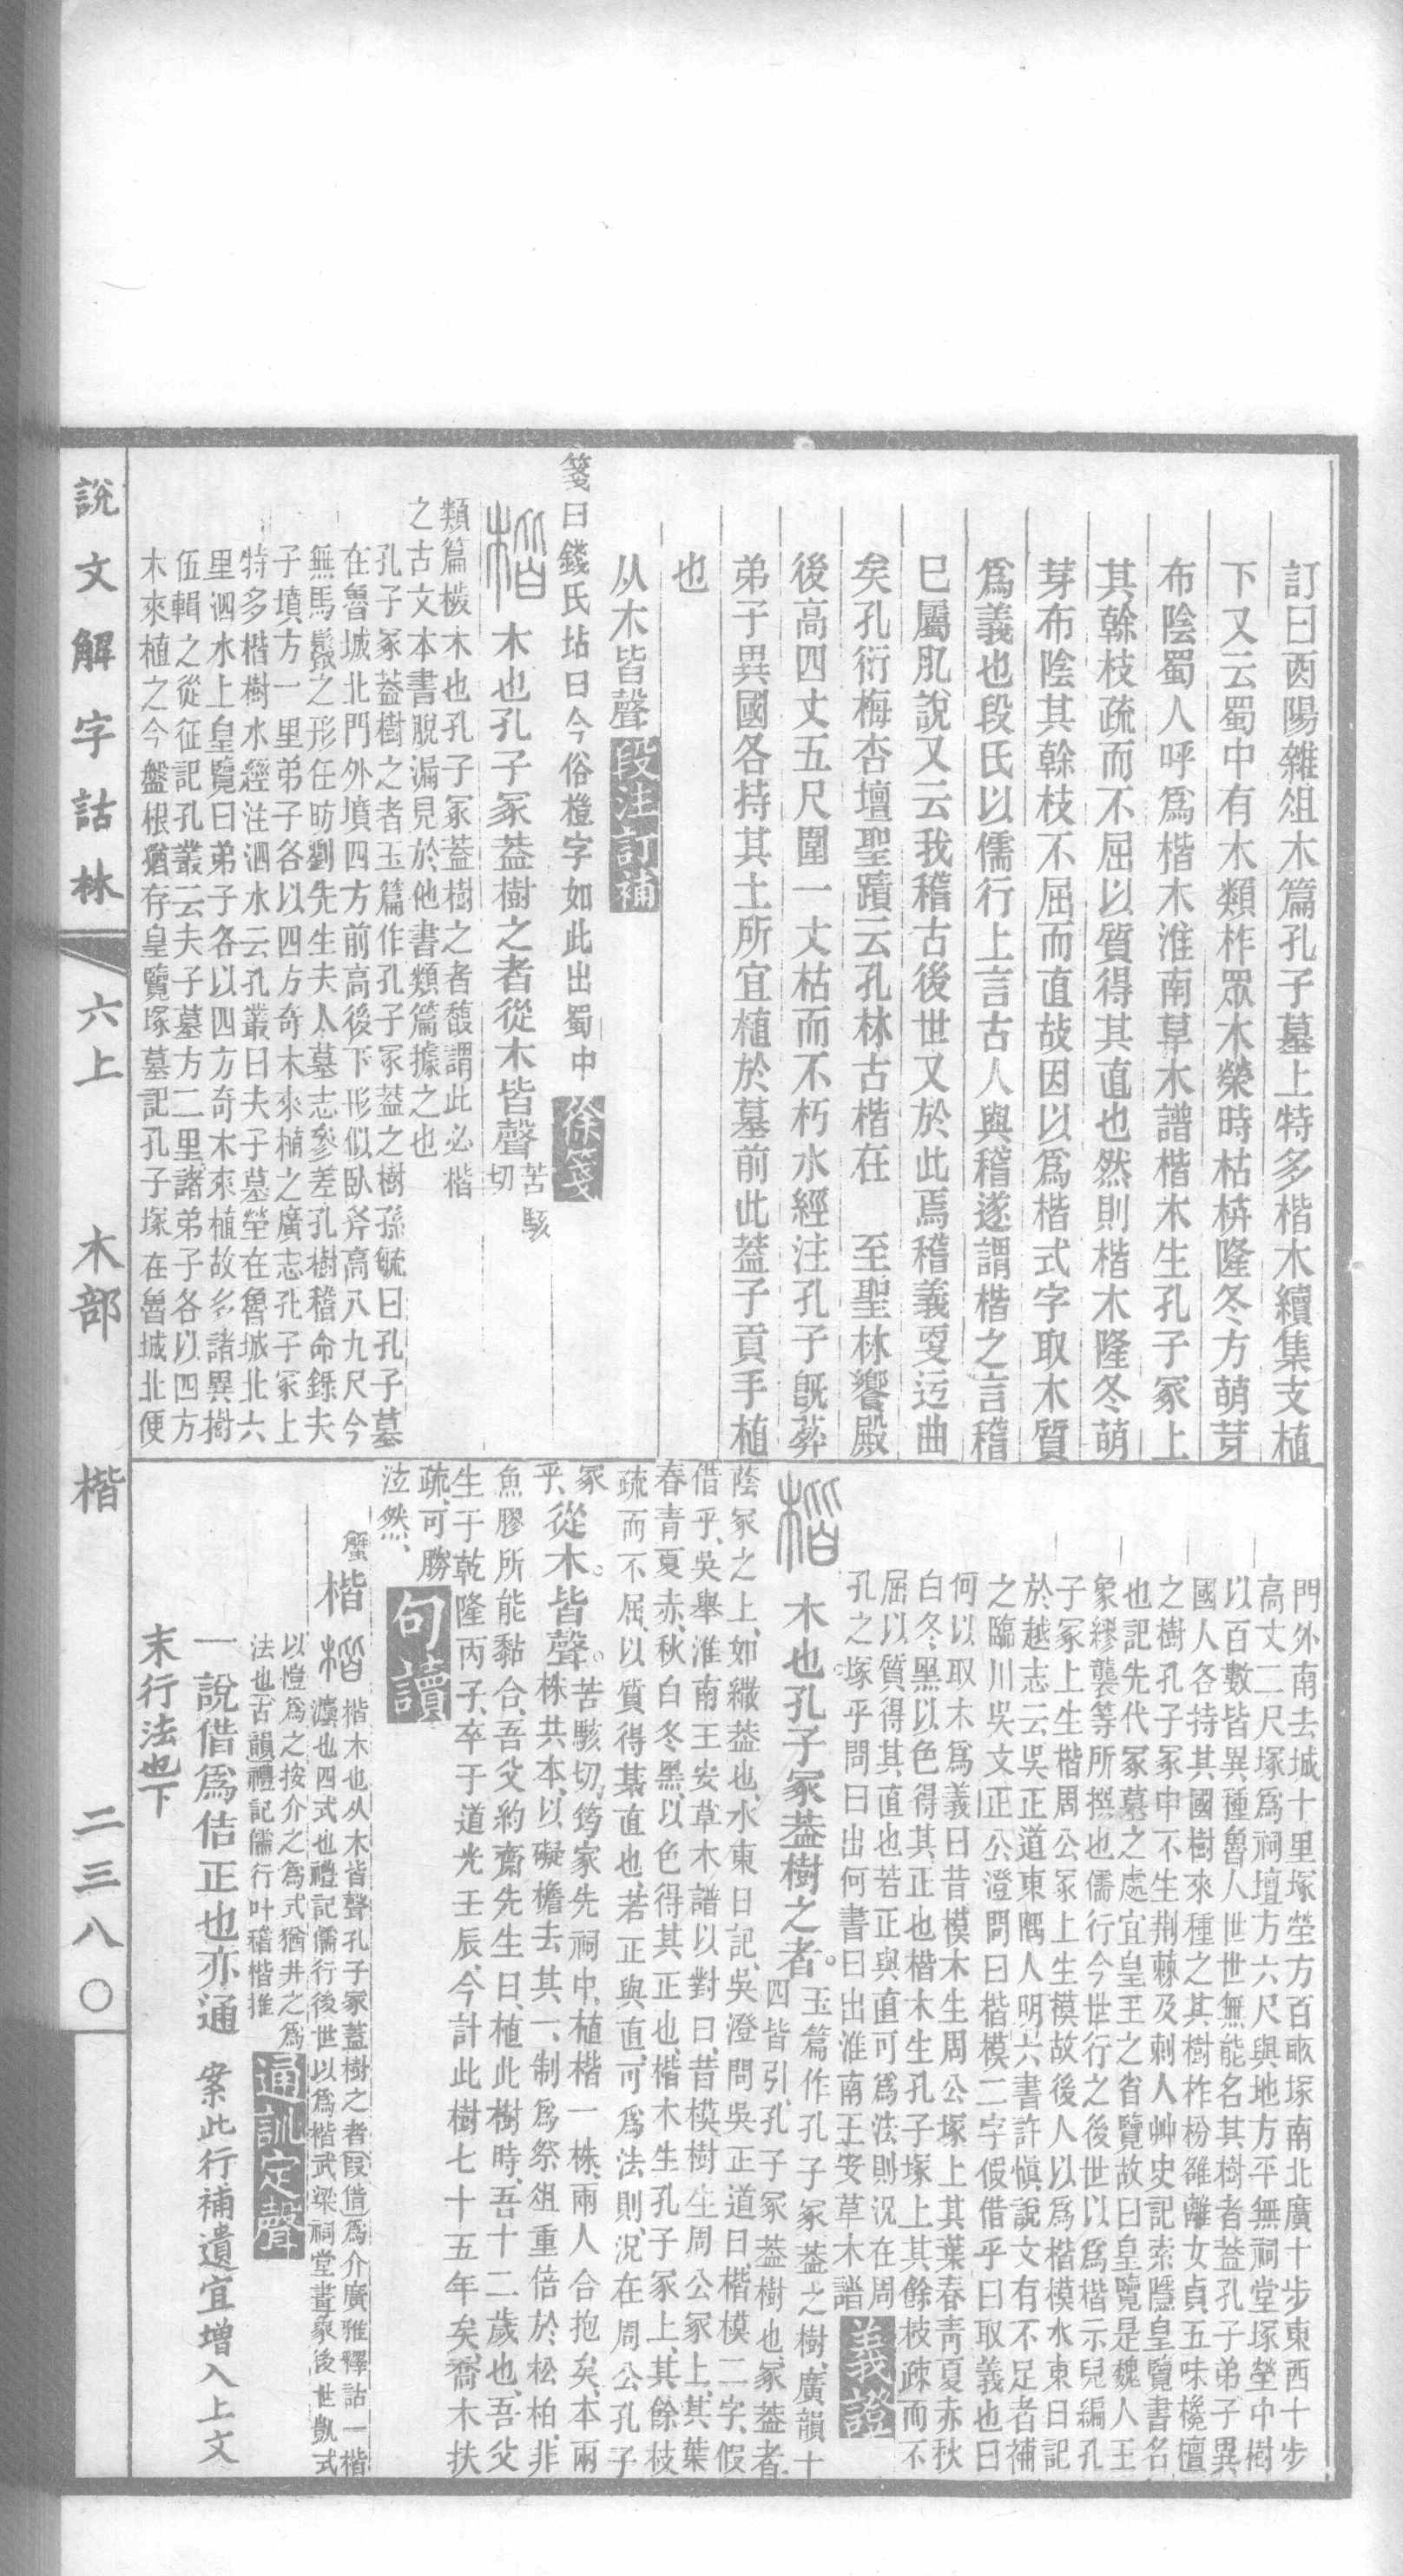 訂曰酉陽雜俎木篇孔子墓上特多楷木續集支植
下又云蜀中有木類柞眾木榮時枯枿隆冬方萌芽
布陰蜀人呼爲楷木淮南草木譜楷木生孔子冢上
其榦枝疏而不屈以質得其直也然則楷木隆冬萌
芽布陰其榦枝不屈而直故因以爲楷式字取木質
爲義也段氏以儒行上言古人與稽遂謂楷之言稽
巳屬肊說又云我稽古後世又於此焉稽義更迃曲
矣孔衍梅杏壇聖蹟云孔林古楷在 至聖林饗殿
後高四丈五尺圍一丈枯而不朽水經注孔子旣葬
弟子異國各持其土所宜植於墓前此葢子貢手植
也
从木皆聲段注訂補
箋曰錢氏坫曰今俗橙字如此出蜀中徐箋
楷木也孔子冢葢樹之者從木皆聲苦駭切
類篇檆木也孔子冢葢樹之者馥謂此必楷
之古文本書脫漏見於他書類篇據之也
孔子冢葢樹之者玉篇作孔子冢葢之樹孫毓曰孔子墓
在魯城北門外墳四方前高後下形似臥斧高八九尺今
無馬鬣之形任昉劉先生夫人墓志參差孔樹稽命鈺夫
子墳方一里弟子各以四方奇木來植之廣志孔子冢上
特多楷樹水經注泗水云孔叢曰夫子墓塋在魯城北六
里泗水上皇覽曰弟子各以四方奇木來植故多諸異樹
伍輯之從征記孔叢云夫子墓方二里諸弟子各以四方
木來植之今盤根猶存皇覽塚墓記孔子塚在魯城北便
門外南去城十里塚塋方百畝塚南北廣十步東西十步
高丈二尺塚爲祠壇方六尺與地方平無祠堂塚塋中樹
以百數皆異種魯人世世無能名其樹者葢孔子弟子異
國人各持其國樹來種之其樹柞枌雒離女貞五味欃檀
之樹孔子冢中不生荆棘及刺人艸史記索隱皇覽書名
也記先代冢墓之處宜皇王之省覽故曰皇覽是魏人王
象繆襲等所撰也儒行今世行之後世以爲楷示兒編孔
子冢上生楷周公冢上生模故後人以爲楷模水東日記
於越志云吳正道東隅人明六書許愼說文有不足者補
之臨川吳文正公澄問曰楷模二字假借乎曰取義也曰
何以取木爲義曰昔模木生周公塚上其葉春靑夏赤秋
白冬黑以色得其正也楷木生孔子塚上其餘枝疎而不
屈以質得其直也若正與直可爲法則況在周
孔之塚乎問曰出何書曰出淮南王安草木譜義證
楷木也孔子冢葢樹之者。玉篇作孔子冢葢之樹、廣韻十
四皆引、孔子冢葢樹也、冢葢者、
蔭冢之上、如繖葢也、水東日記、吳澄問吳正道曰、楷模二字、假
借乎、吳舉淮南王安草木譜以對曰、昔模樹生周公冢上、其葉
春青夏赤、秋白冬黑、以色得其正也、楷木生孔子冢上、其餘枝
疏而不屈、以質得其直也、若正與直、可爲法則、況在周公孔子
冢乎、從木。皆聲。苦駭切、筠家先祠中、植楷一株、兩人合抱矣、本兩
株共本、以礙檐去其一、制爲祭俎、重倍於松柏、非
魚膠所能黏合、吾父約齋先生曰、植此樹時、吾十二歲也、吾父
生于乾隆丙子、卒于道光壬辰、今計此樹七十五年矣、喬木扶
疏、可勝
泫然、句讀
蟹楷楷木也从木皆聲孔子冢蓋樹之者叚借爲介廣雅釋詁一楷
灋也四式也禮記儒行後世以爲楷武梁祠堂畫象後世凱式
以愷爲之按介之爲式猶井之爲
法也古韻禮記儒行叶稽楷推通訓定聲
一說借爲佶正也亦通 案此行補遺宜增入上文
末行法也下
說文解字詁林 六上 木部 楷 二三八〇